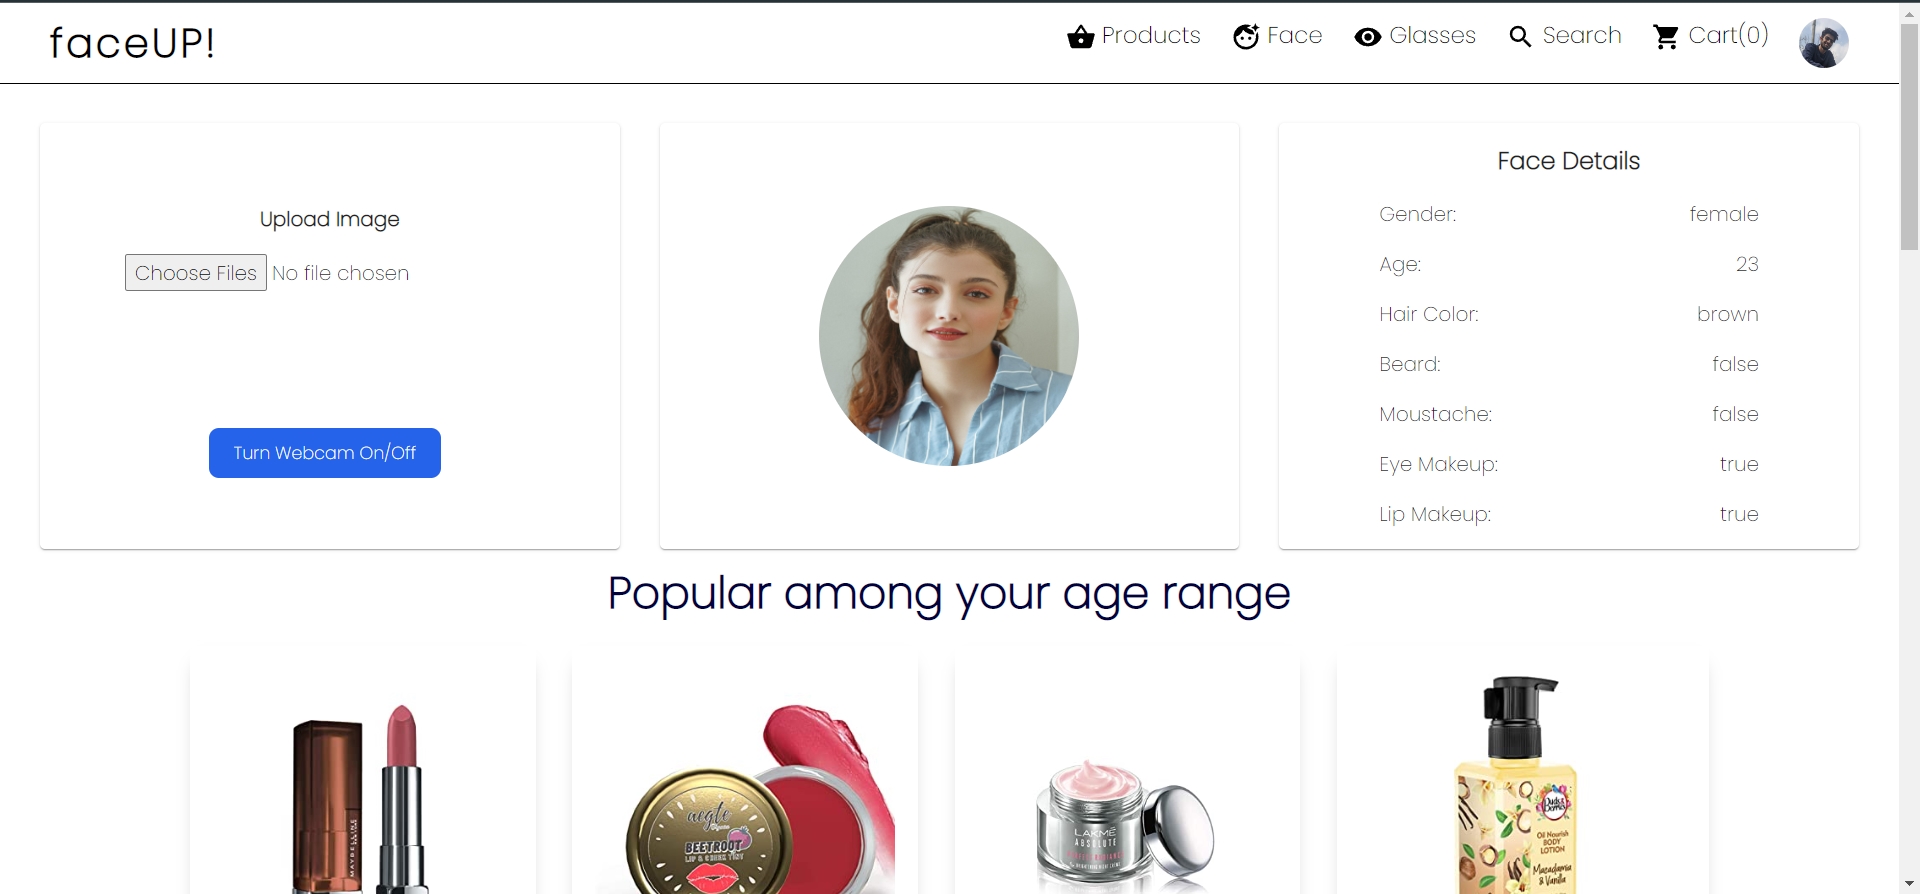 faceUP!
Products
Face
Glasses
Search
Cart(0)
Upload Image
Choose Files No file chosen
Turn Webcam On/Off
Face Details
Gender: female
Age: 23
Hair Color: brown
Beard: false
Moustache: false
Eye Makeup: true
Lip Makeup: true
Popular among your age range
MAYBELLINE
aegte
BEETROOT
LIP & CHEEK TINT
LAKMÉ
ABSOLUTE
Buds&
Berries
Oil Nourish
BODY
LOTION
Macadamia
& Vanilla